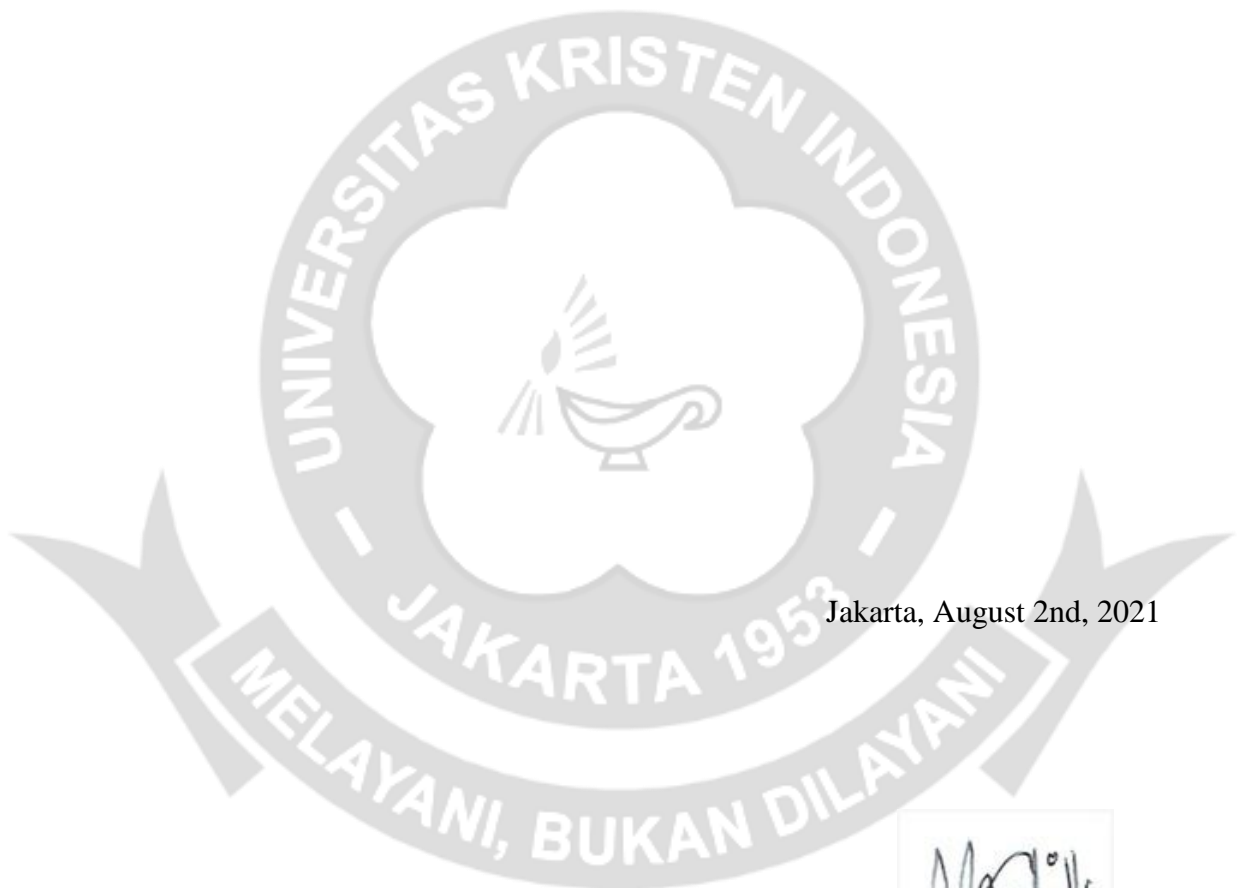 UNIVERSITAS KRISTEN INDONESIA
Jakarta, August 2nd, 2021
- JAKARTA 1953 -
MELAYANI, BUKAN DILAYANI